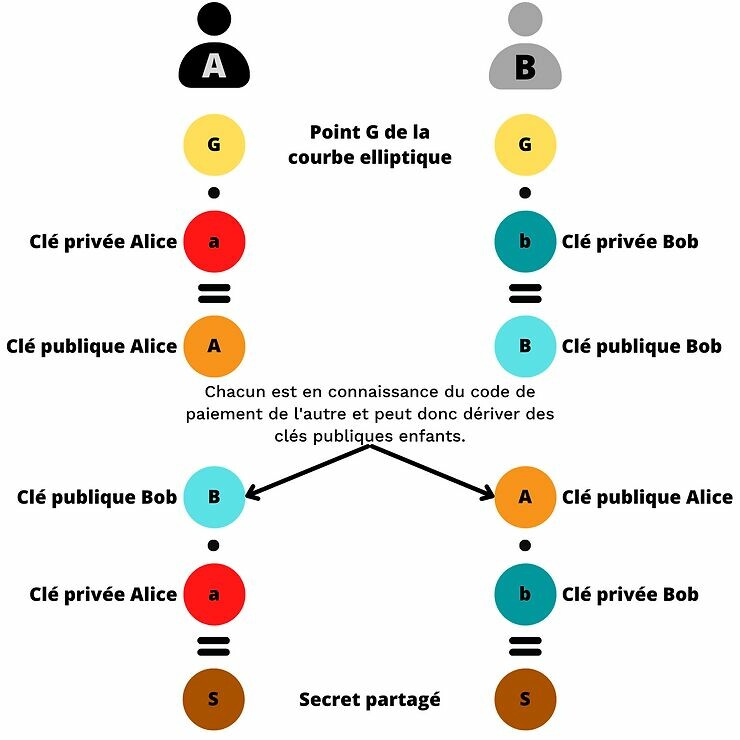 A
B
G
Point G de la
courbe elliptique
G
Clé privée Alice
a
b
Clé privée Bob
Clé publique Alice
A
B
Clé publique Bob
Chacun est en connaissance du code de
paiement de l'autre et peut donc dériver des
clés publiques enfants.
Clé publique Bob
B
A
Clé publique Alice
Clé privée Alice
a
b
Clé privée Bob
S
Secret partagé
S